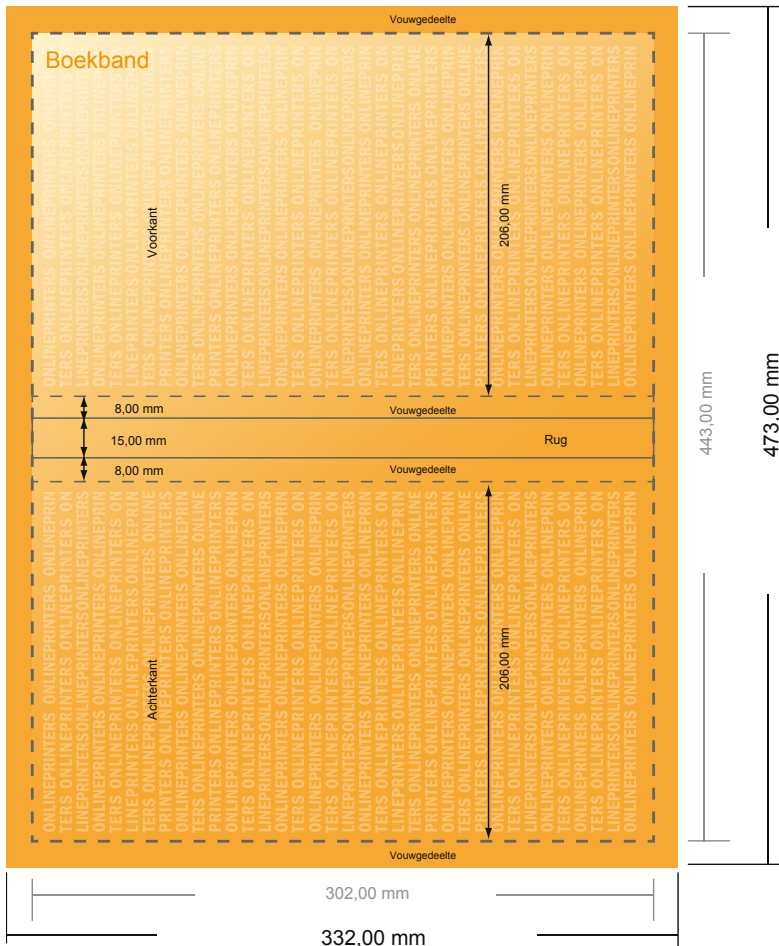 Vouwgedeelte
Boekband
Voorkant
206,00 mm
8,00 mm
Vouwgedeelte
15,00 mm
Rug
8,00 mm
Vouwgedeelte
Achterkant
206,00 mm
Vouwgedeelte
443,00 mm
473.00 mm
302,00 mm
332,00 mm